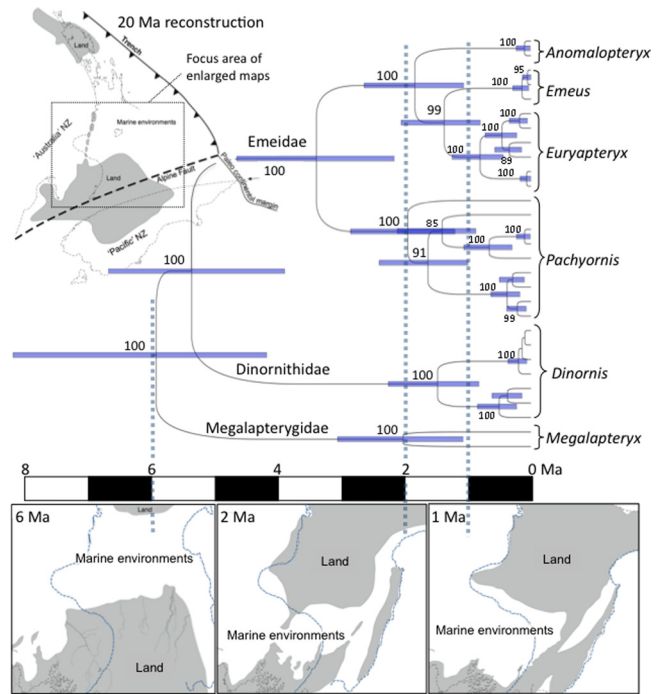 20 Ma reconstruction
Land
Trench
Focus area of
enlarged maps
'Australia' NZ
Marine environments
Land
Alpine Fault
'Pacific' NZ
Paleo continental margin
Emeidae
100
100
100
100
99
100
95
100
100
100
89
100
Anomalopteryx
Emeus
Euryapteryx
100
85
91
100
100
100
99
Pachyornis
100
Dinornithidae
100
100
100
Dinornis
Megalapterygidae
100
Megalapteryx
8
6
4
2
0 Ma
6 Ma
Land
Marine environments
Land
2 Ma
Land
Marine environments
1 Ma
Land
Marine environments